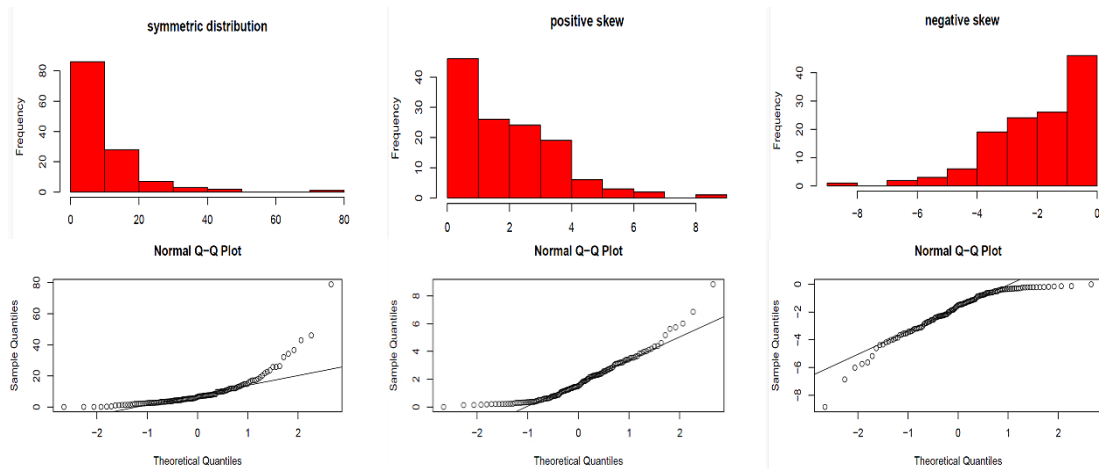 symmetric distribution
Frequency
80
60
40
20
0
0 20 40 60 80
positive skew
Frequency
40
30
20
10
0
0 2 4 6 8
negative skew
Frequency
40
20
0
-8 -6 -4 -2 0
Normal Q-Q Plot
Sample Quantiles
80
60
40
20
0
-2 -1 0 1 2
Theoretical Quantiles
Normal Q-Q Plot
Sample Quantiles
8
6
4
2
0
-2 -1 0 1 2
Theoretical Quantiles
Normal Q-Q Plot
Sample Quantiles
0
-2
-4
-6
-8
-2 -1 0 1 2
Theoretical Quantiles